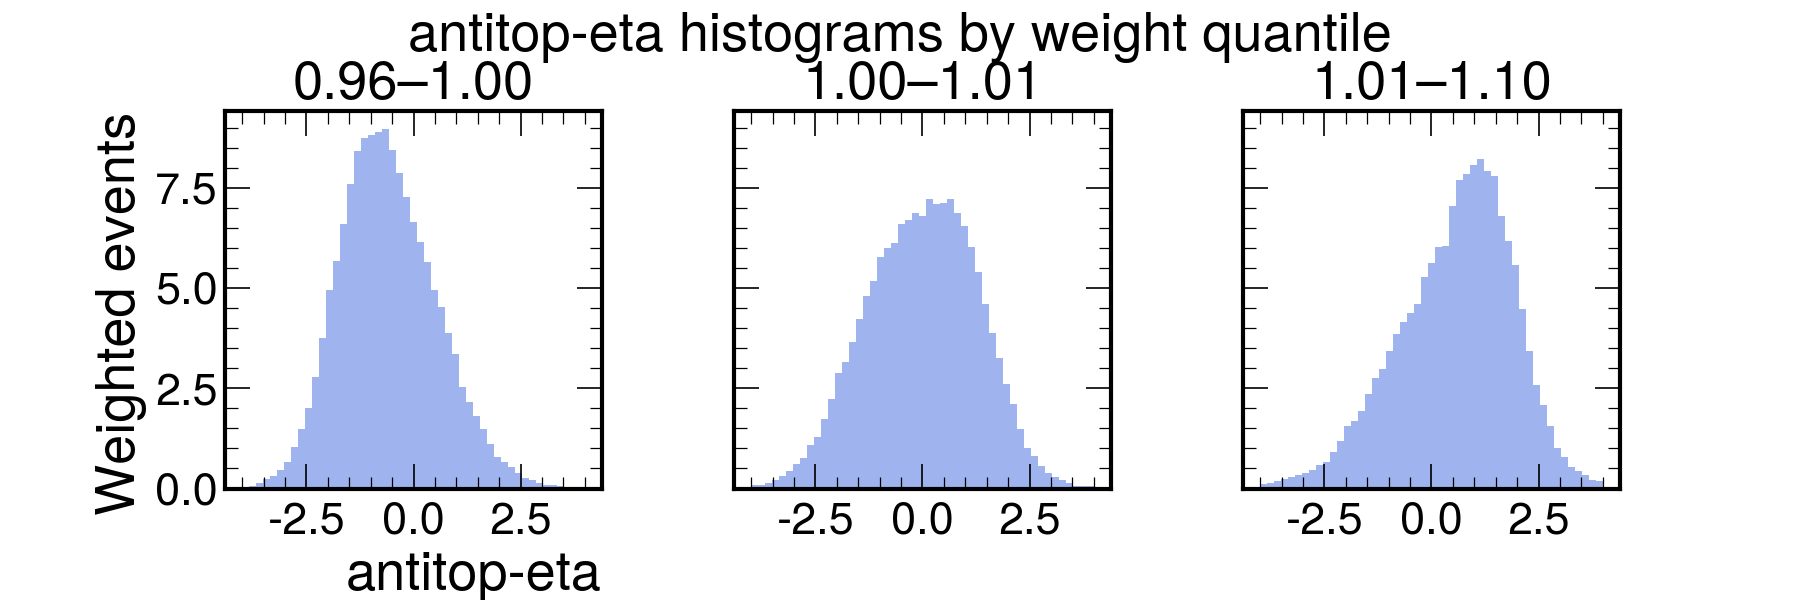 antitop-eta histograms by weight quantile
0.96–1.00 1.00–1.01 1.01–1.10
Weighted events
7.5
5.0
2.5
0.0
-2.5 0.0 2.5 -2.5 0.0 2.5 -2.5 0.0 2.5
antitop-eta